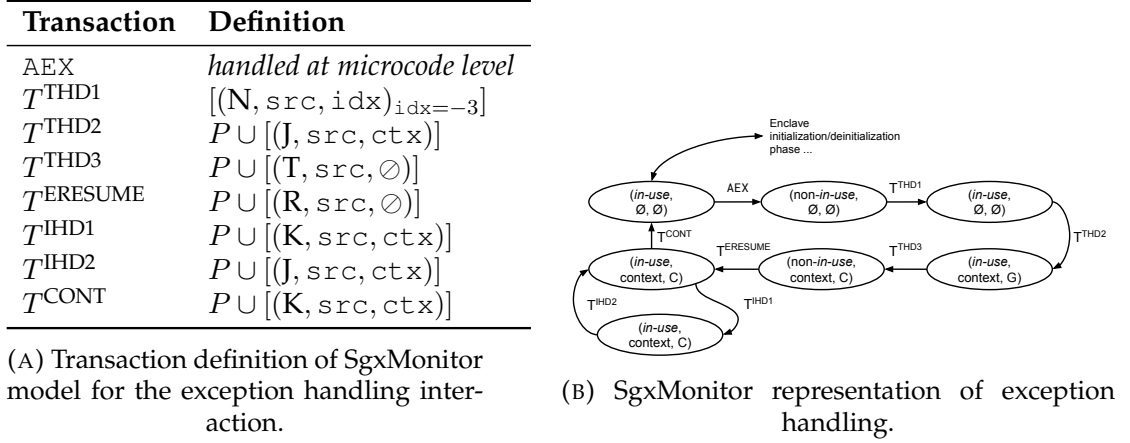 Transaction Definition
AEX handled at microcode level
T^THD1 [(N, src, idx)_idx=−3]
T^THD2 P ∪ [(J, src, ctx)]
T^THD3 P ∪ [(T, src, ∅)]
T^ERESUME P ∪ [(R, src, ∅)]
T^IHD1 P ∪ [(K, src, ctx)]
T^IHD2 P ∪ [(J, src, ctx)]
T^CONT P ∪ [(K, src, ctx)]
(A) Transaction definition of SgxMonitor
model for the exception handling inter-
action.
Enclave
initialization/deinitialization
phase ...
(in-use,
Ø, Ø)
AEX
(non-in-use,
Ø, Ø)
T^THD1
(in-use,
Ø, Ø)
T^THD2
(in-use,
context, G)
T^THD3
(non-in-use,
context, C)
T^ERESUME
(in-use,
context, C)
T^CONT
T^IHD1
T^IHD2
(in-use,
context, C)
(B) SgxMonitor representation of exception
handling.